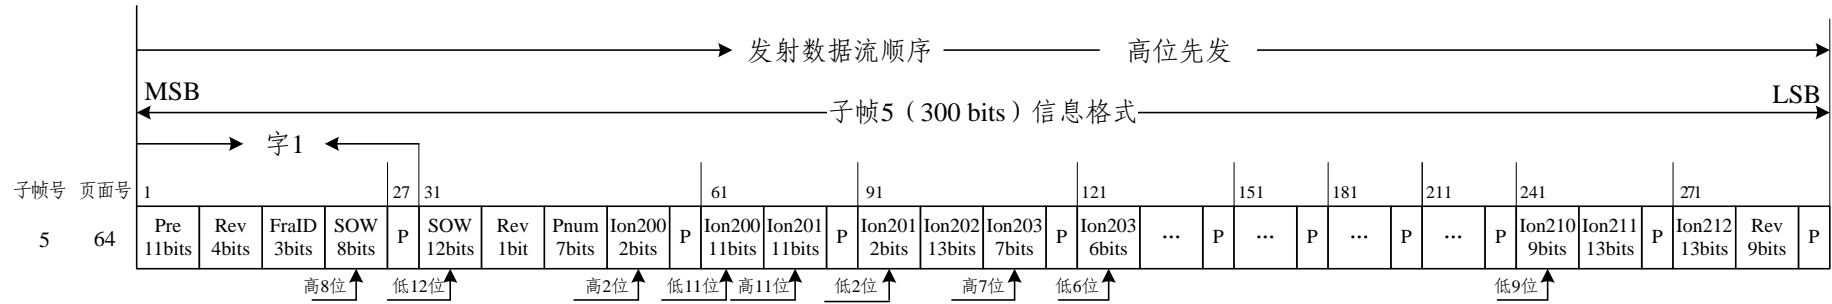 发射数据流顺序 高位先发
MSB LSB
子帧5（300 bits）信息格式
字1
子帧号 页面号 1 27 31 61 91 121 151 181 211 241 271
5 64 Pre 11bits Rev 4bits FraID 3bits SOW 8bits P SOW 12bits Rev 1bit Pnum 7bits Ion200 2bits P Ion200 11bits Ion201 11bits P Ion201 2bits Ion202 13bits Ion203 7bits P Ion203 6bits ... P ... P ... P ... P Ion210 9bits Ion211 13bits P Ion212 13bits Rev 9bits P
高8位 低12位 高2位 低11位 高11位 低2位 高7位 低6位 低9位